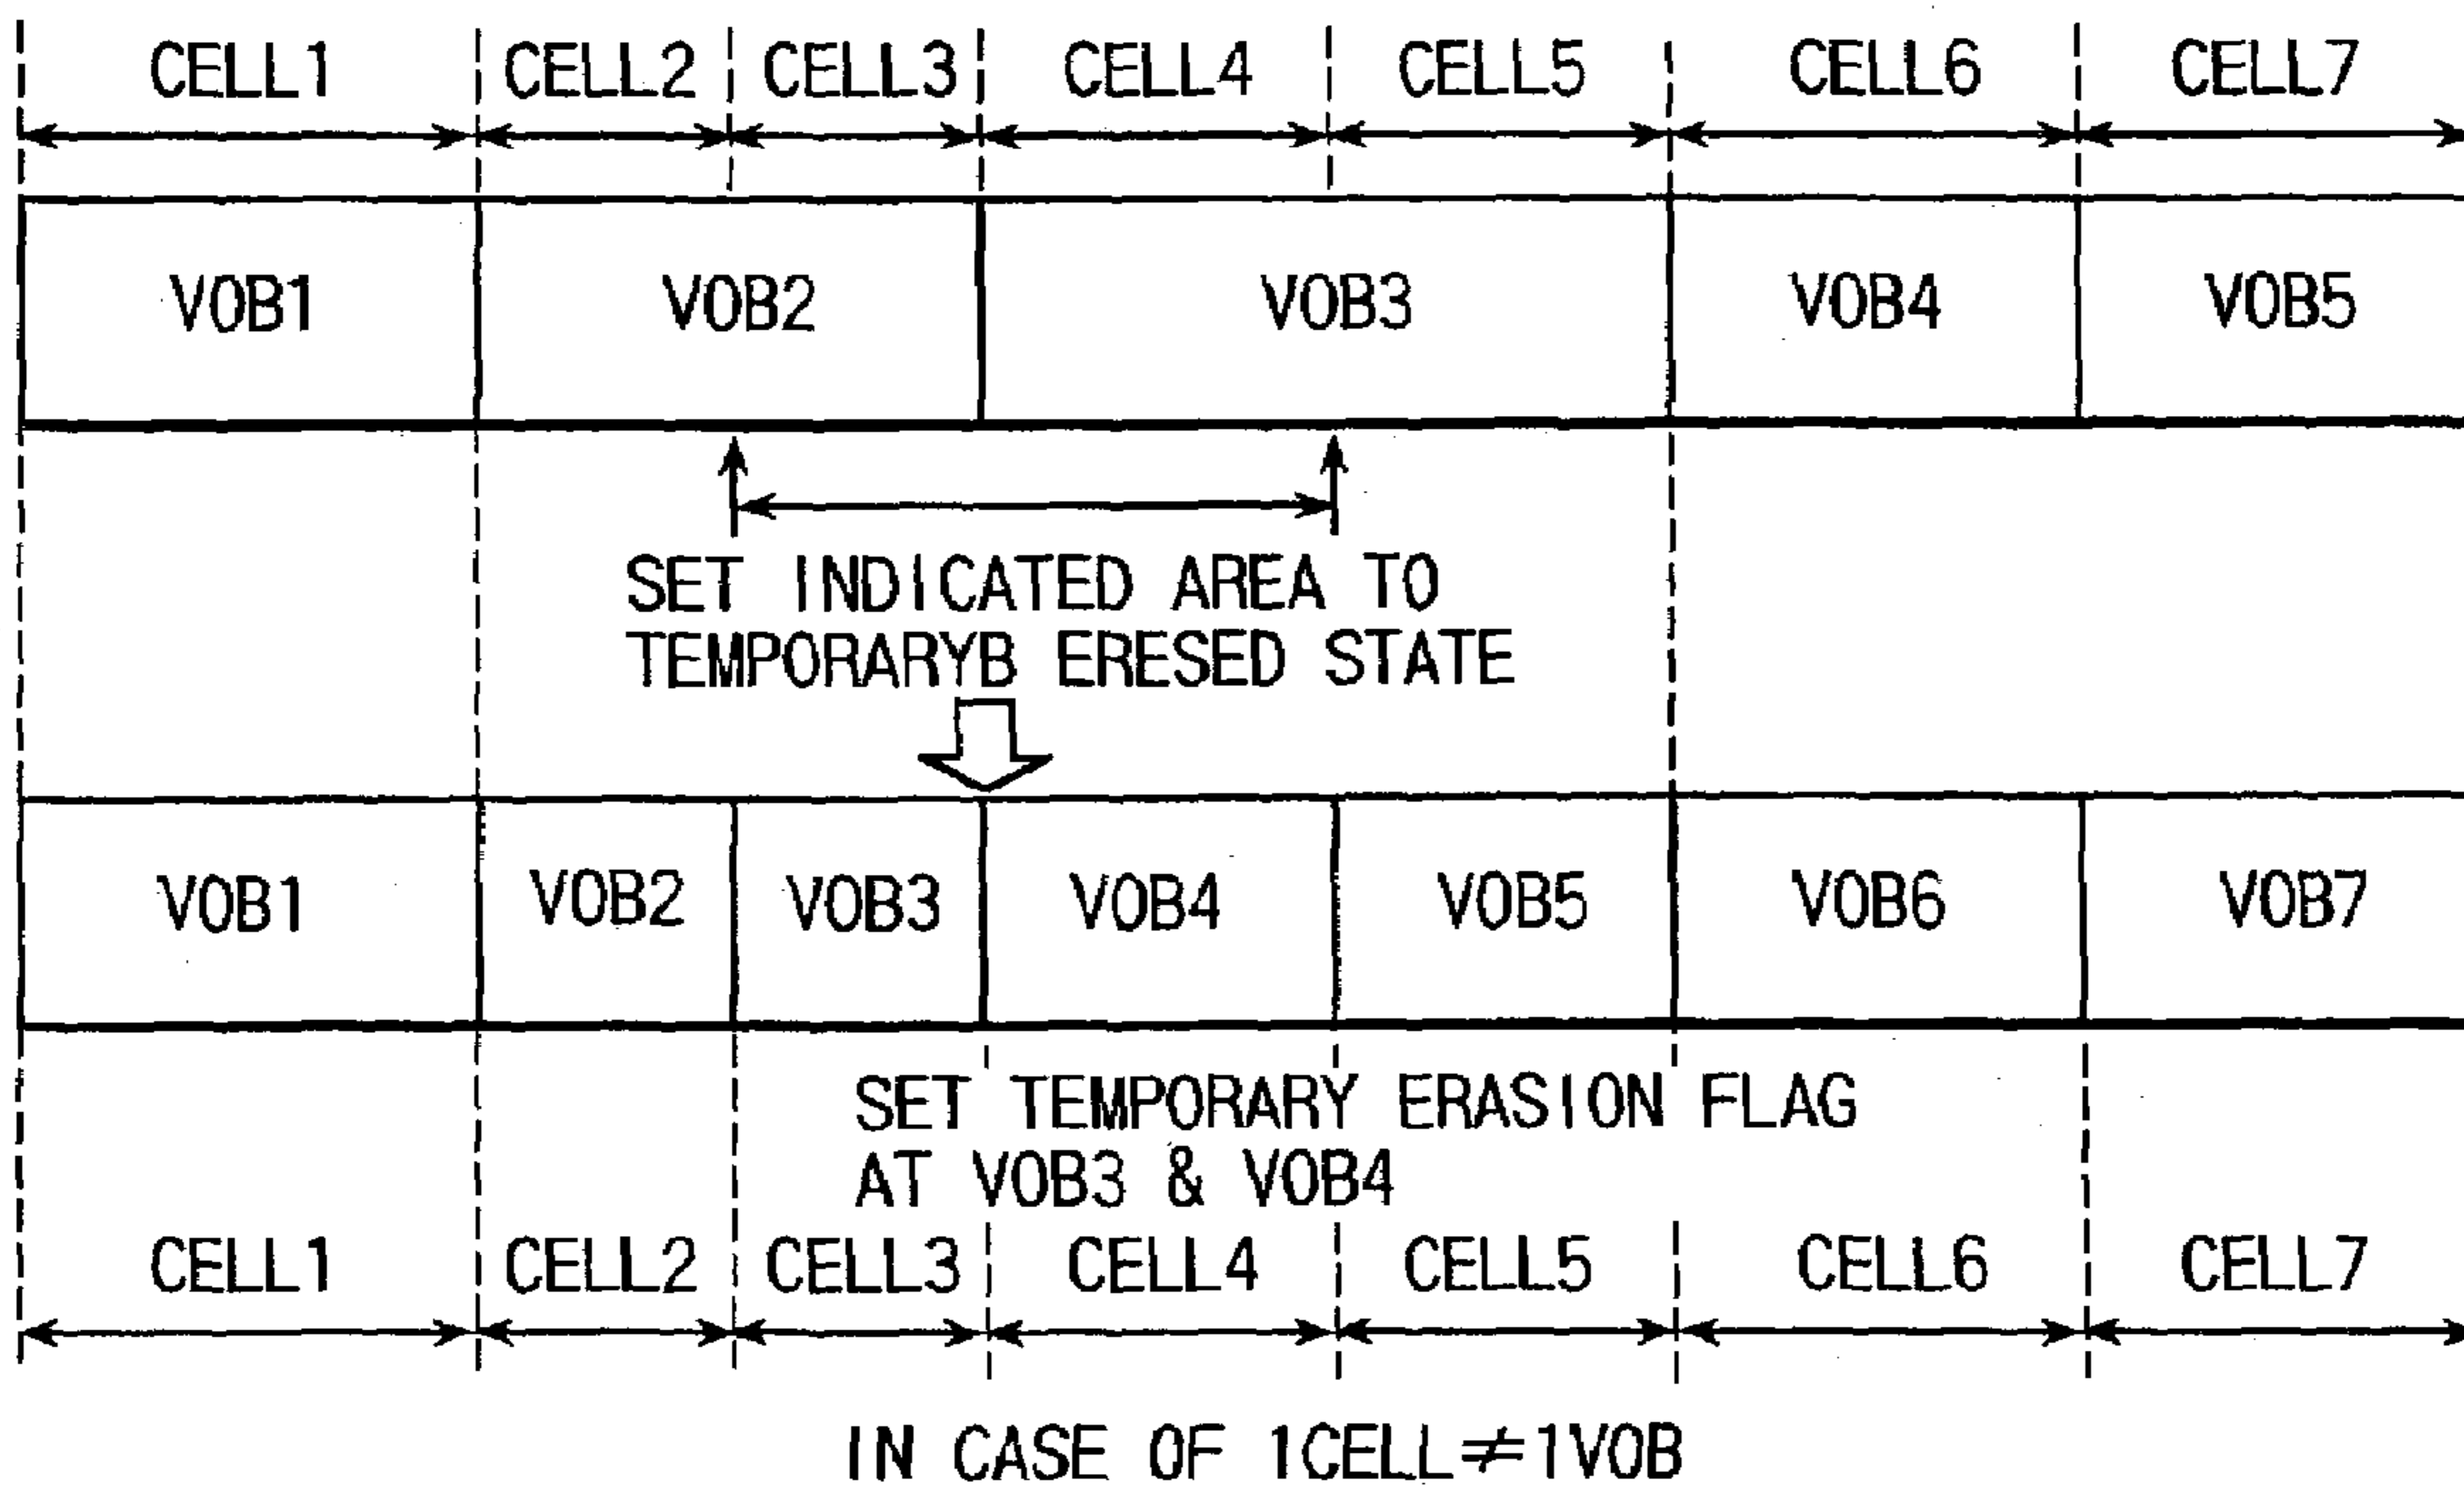 CELL1 CELL2 CELL3 CELL4 CELL5 CELL6 CELL7
VOB1 VOB2 VOB3 VOB4 VOB5
SET INDICATED AREA TO
TEMPORARYB ERESED STATE
VOB1 VOB2 VOB3 VOB4 VOB5 VOB6 VOB7
SET TEMPORARY ERASION FLAG
AT VOB3 & VOB4
CELL1 CELL2 CELL3 CELL4 CELL5 CELL6 CELL7
IN CASE OF 1CELL≠1VOB